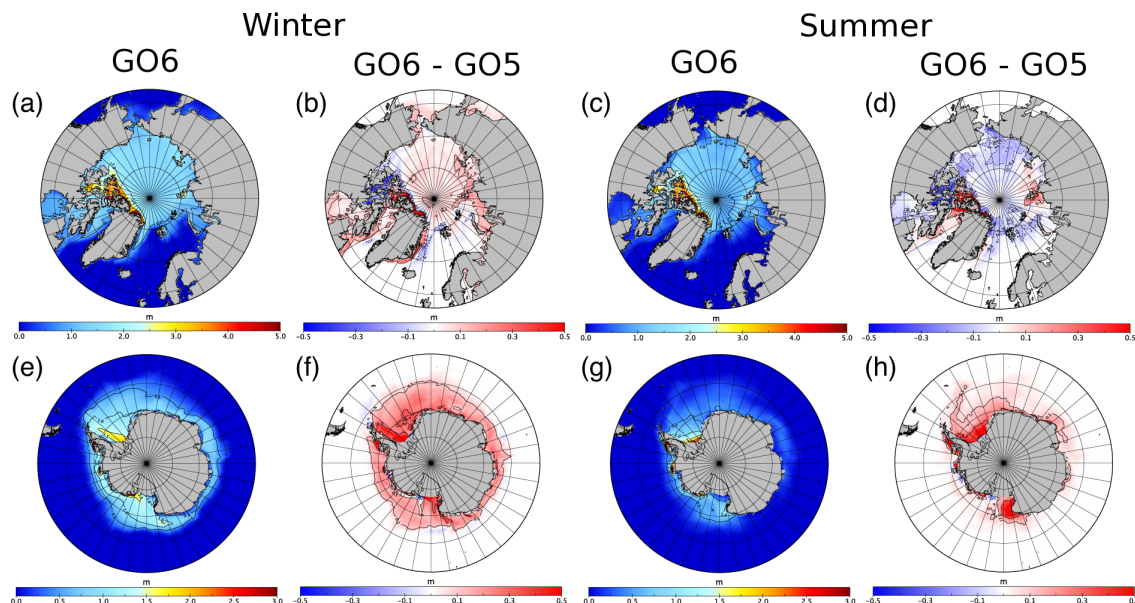 Winter Summer
GO6 GO6 - GO5 GO6 GO6 - GO5
(a) (b) (c) (d)
m m m m
0.0 1.0 2.0 3.0 4.0 5.0 −0.5 −0.3 −0.1 0.1 0.3 0.5 0.0 1.0 2.0 3.0 4.0 5.0 −0.5 −0.3 −0.1 0.1 0.3 0.5
(e) (f) (g) (h)
m m m m
0.0 0.5 1.0 1.5 2.0 2.5 3.0 −0.5 −0.3 −0.1 0.1 0.3 0.5 0.0 0.5 1.0 1.5 2.0 2.5 3.0 −0.5 −0.3 −0.1 0.1 0.3 0.5